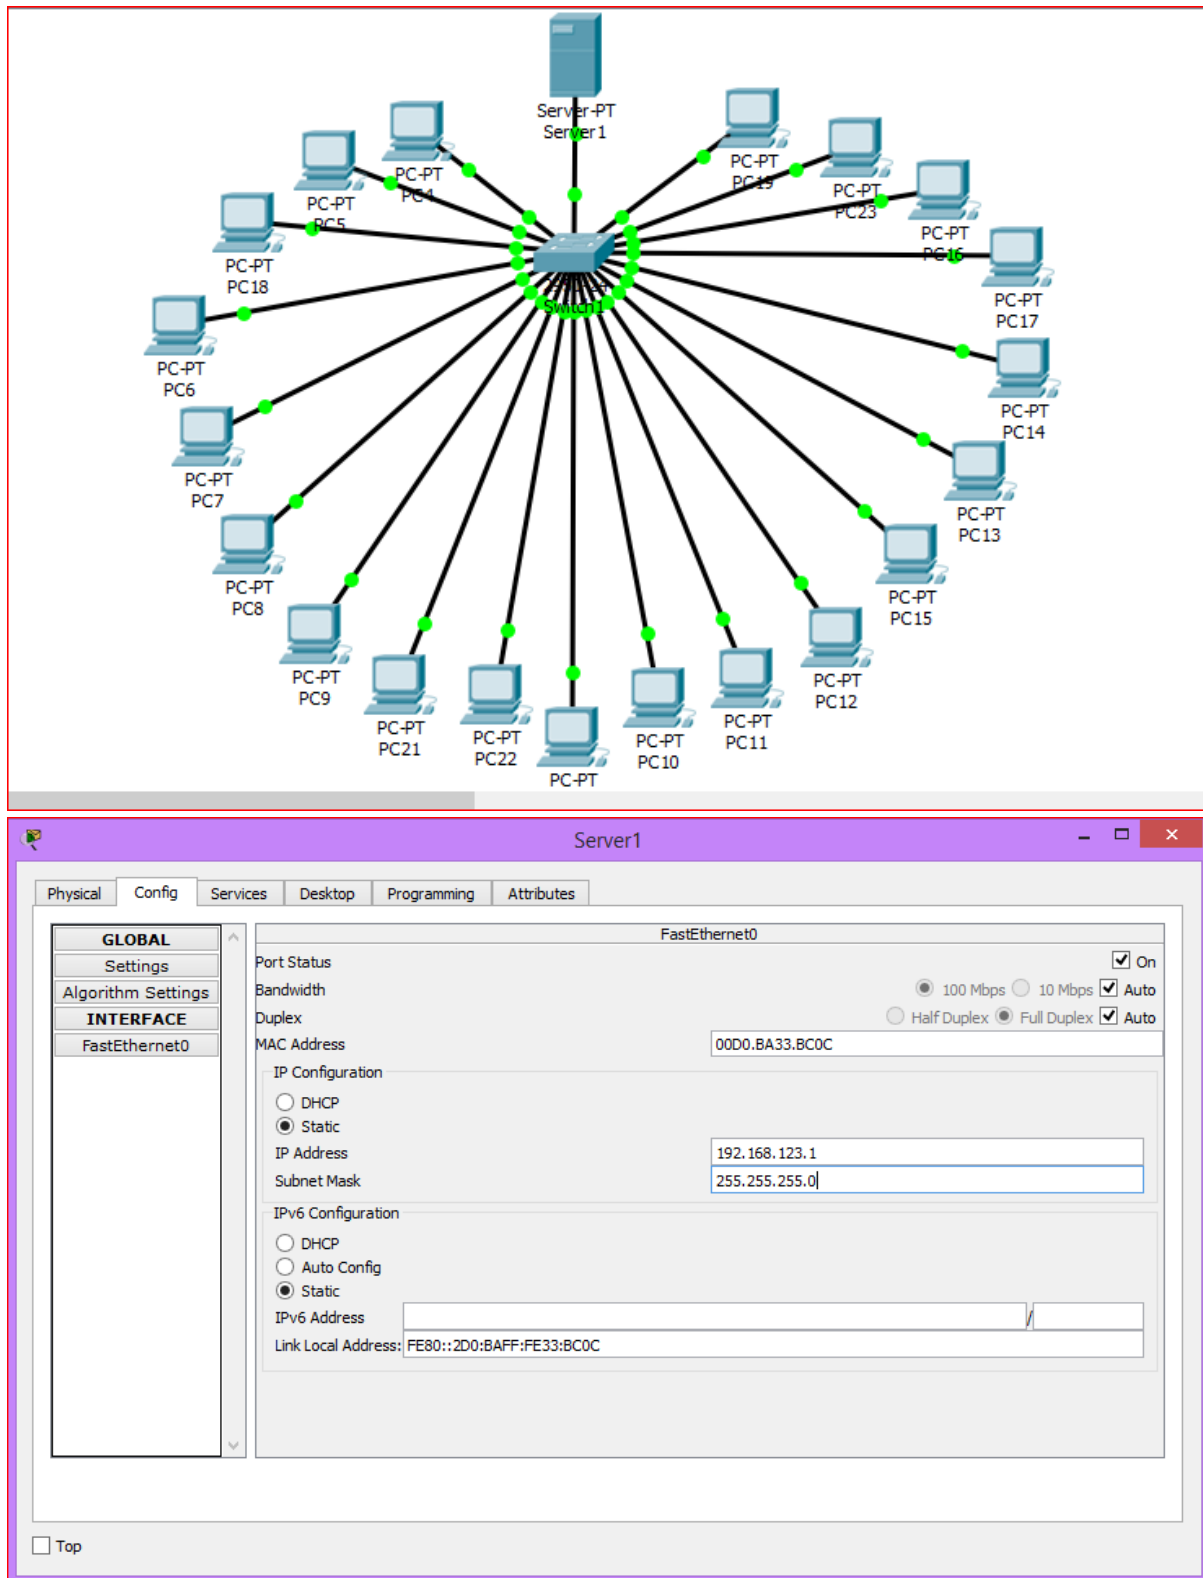 Server-PT
Server1
PC-PT
PC4
PC-PT
PC19
PC-PT
PC5
PC-PT
PC23
PC-PT
PC18
PC-PT
PC16
PC-PT
PC17
Switch1
PC-PT
PC6
PC-PT
PC14
PC-PT
PC7
PC-PT
PC13
PC-PT
PC8
PC-PT
PC15
PC-PT
PC9
PC-PT
PC12
PC-PT
PC21
PC-PT
PC22
PC-PT
PC-PT
PC10
PC-PT
PC11
Server1
Physical Config Services Desktop Programming Attributes
GLOBAL
Settings
Algorithm Settings
INTERFACE
FastEthernet0
FastEthernet0
Port Status On
Bandwidth 100 Mbps 10 Mbps Auto
Duplex Half Duplex Full Duplex Auto
MAC Address 00D0.BA33.BC0C
IP Configuration
DHCP
Static
IP Address 192.168.123.1
Subnet Mask 255.255.255.0
IPv6 Configuration
DHCP
Auto Config
Static
IPv6 Address /
Link Local Address: FE80::2D0:BAFF:FE33:BC0C
Top